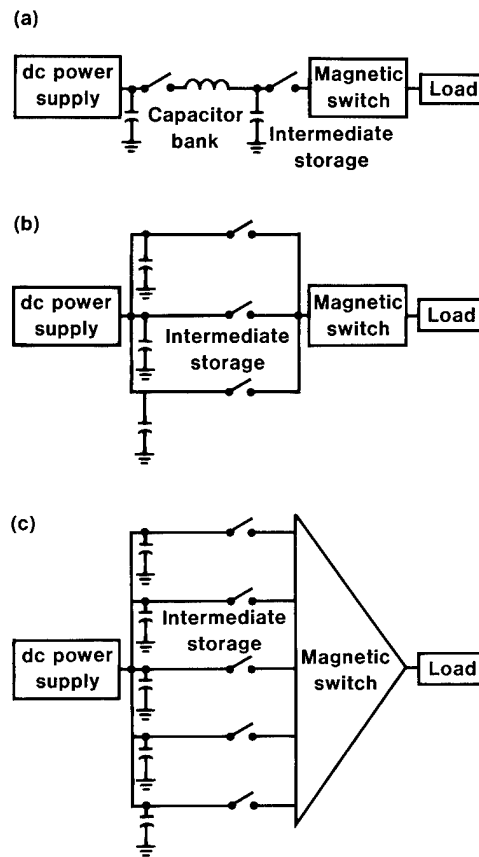 (a)
dc power
supply
Capacitor
bank
Intermediate
storage
Magnetic
switch
Load
(b)
dc power
supply
Intermediate
storage
Magnetic
switch
Load
(c)
dc power
supply
Intermediate
storage
Magnetic
switch
Load